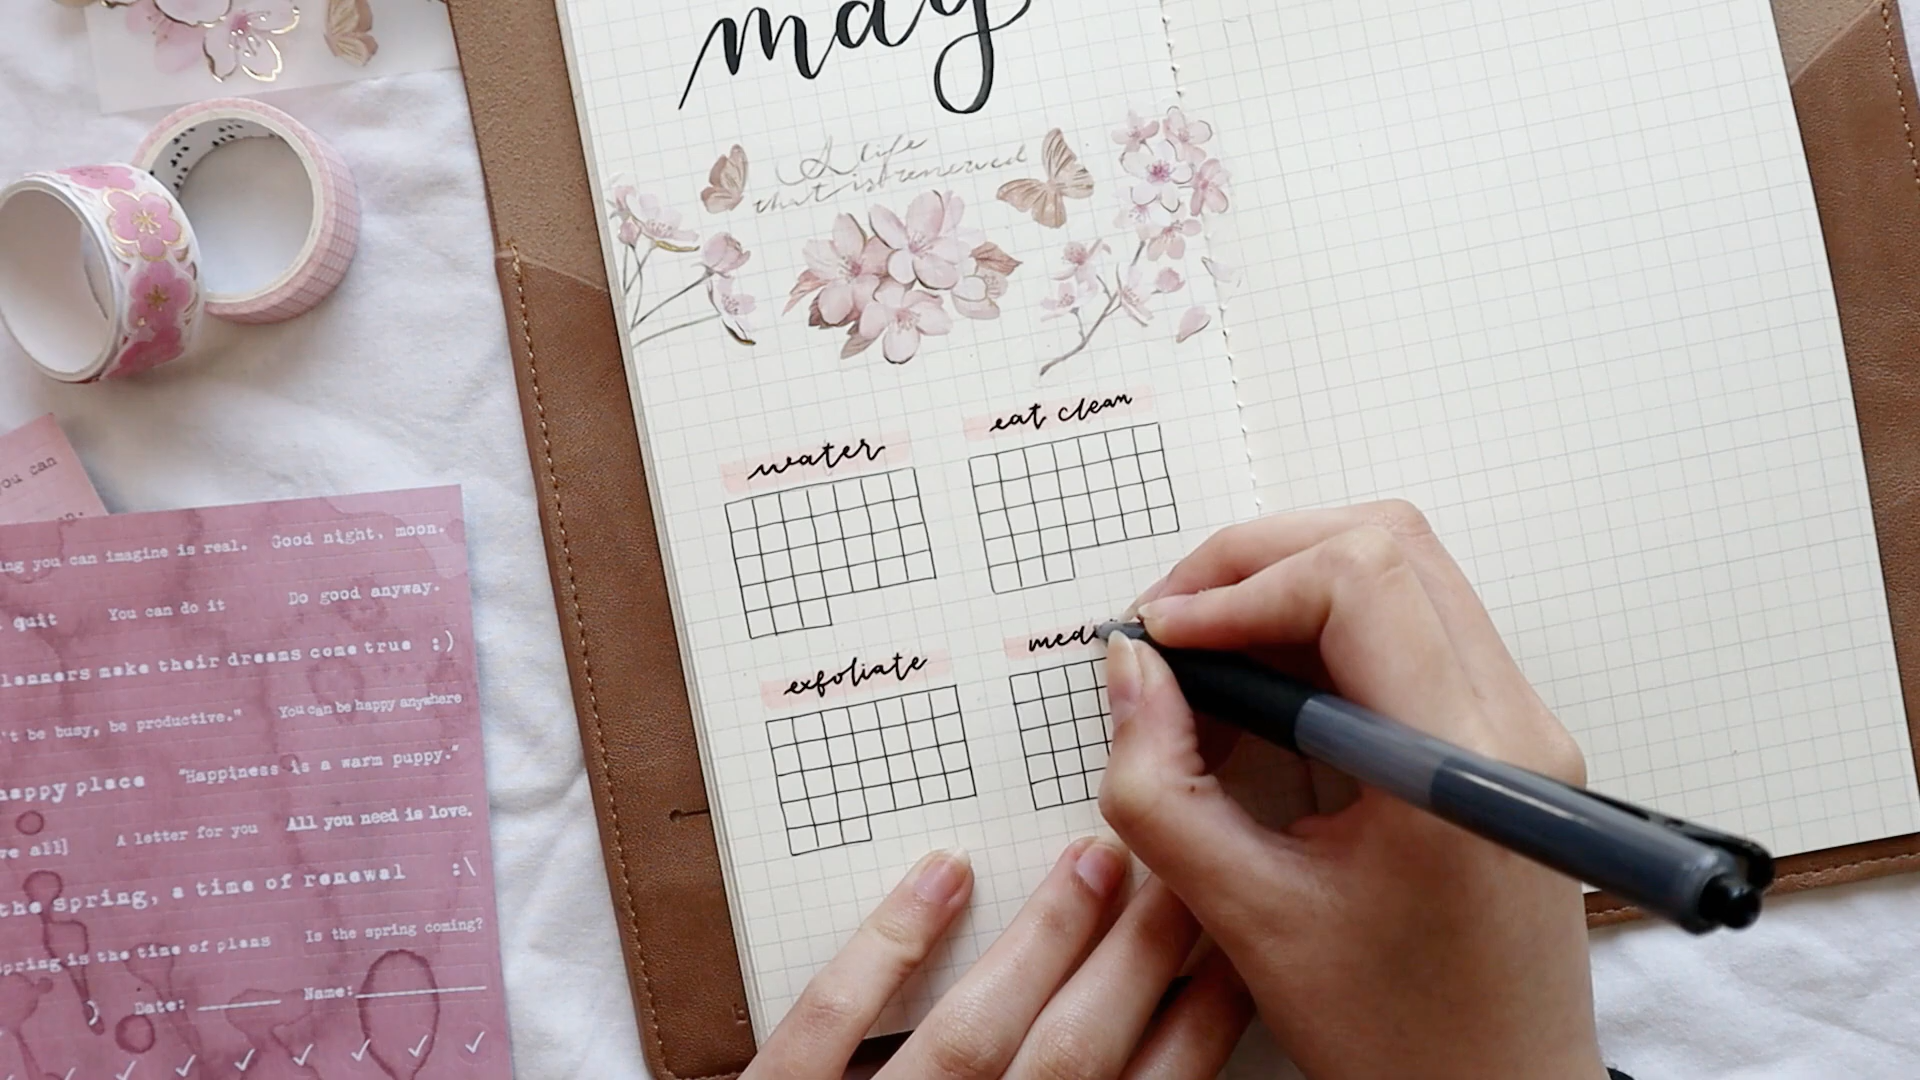 may
A life
that is renewed
water
eat clean
exfoliate
med
you can
ing you can imagine is real. Good night, moon.
quit You can do it Do good anyway.
lanners make their dreams come true :)
't be busy, be productive." You can be happy anywhere
happy place "Happiness is a warm puppy."
ve all] A letter for you All you need is love.
the spring, a time of renewal :\
pring is the time of plans Is the spring coming?
) Date: Name: